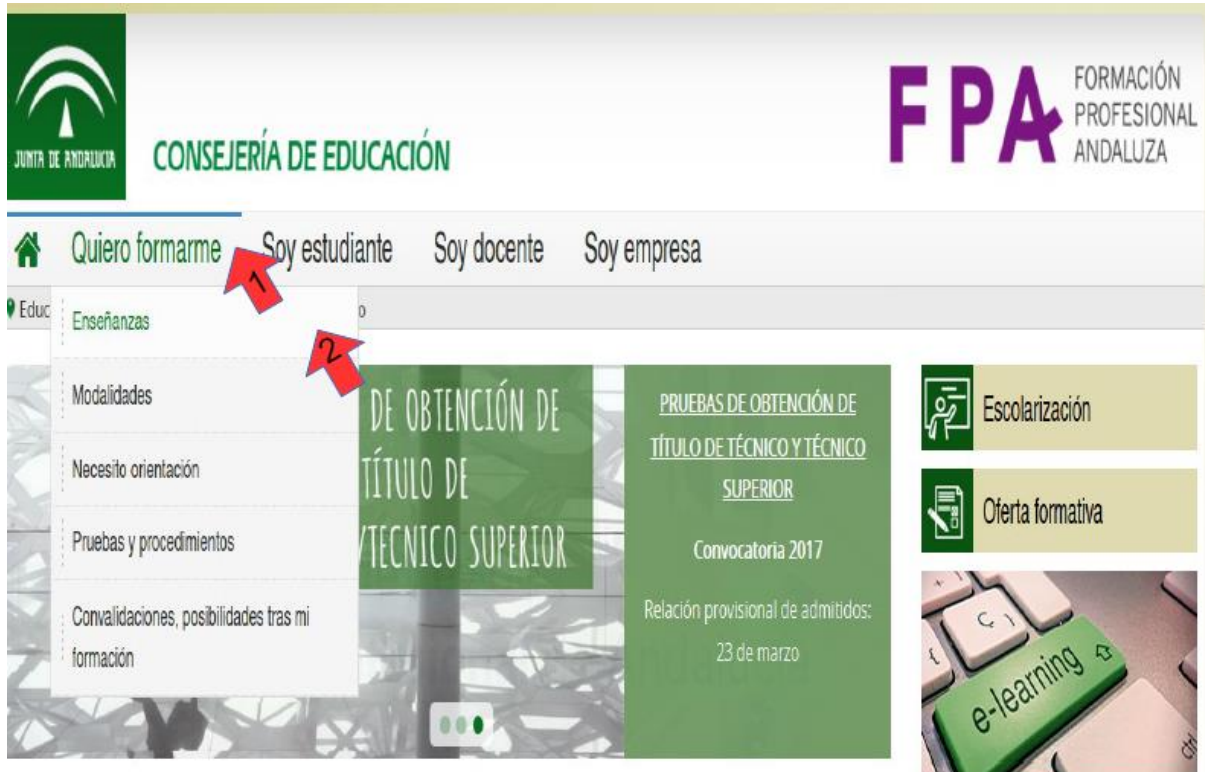 JUNTA DE ANDALUCIA
CONSEJERÍA DE EDUCACIÓN
FPA
FORMACIÓN
PROFESIONAL
ANDALUZA
Quiero formarme
Soy estudiante
Soy docente
Soy empresa
1
Educ
o
Enseñanzas
2
Modalidades
Necesito orientación
Pruebas y procedimientos
Convalidaciones, posibilidades tras mi
formación
DE OBTENCIÓN DE
TÍTULO DE
TECNICO SUPERIOR
PRUEBAS DE OBTENCIÓN DE
TÍTULO DE TÉCNICO Y TÉCNICO
SUPERIOR
Convocatoria 2017
Relación provisional de admitidos:
23 de marzo
Escolarización
Oferta formativa
e-learning
ctrl